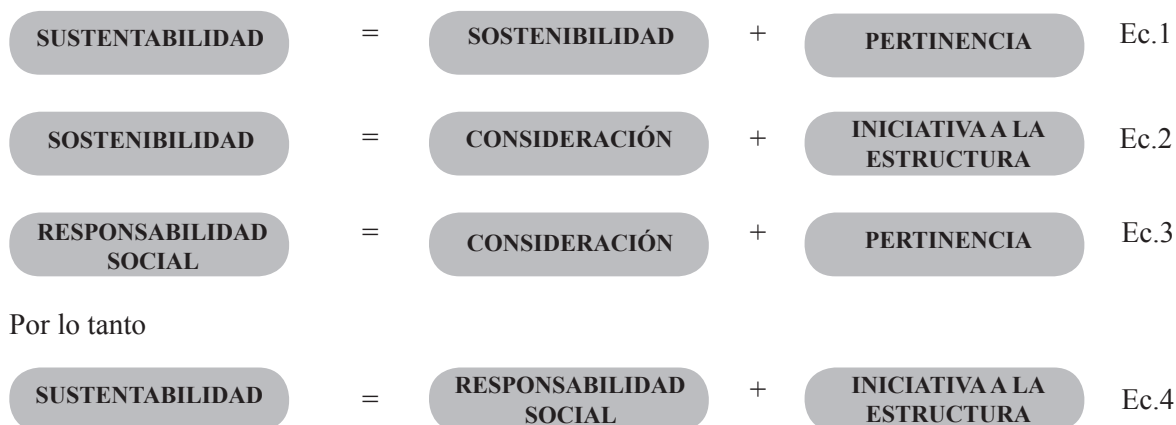 SUSTENTABILIDAD = SOSTENIBILIDAD + PERTINENCIA Ec.1
SOSTENIBILIDAD = CONSIDERACIÓN + INICIATIVA A LA
ESTRUCTURA Ec.2
RESPONSABILIDAD
SOCIAL = CONSIDERACIÓN + PERTINENCIA Ec.3
Por lo tanto
SUSTENTABILIDAD = RESPONSABILIDAD
SOCIAL + INICIATIVA A LA
ESTRUCTURA Ec.4